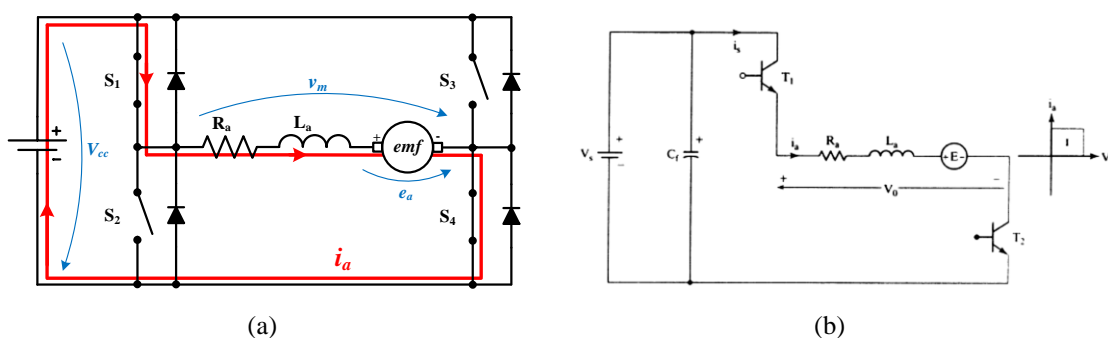 S1
S3
vm
Ra
La
+
-
emf
Vcc
+
-
ea
S2
S4
ia
(a)
is
T1
ia
+
Vs
−
+
Cf
−
ia
Ra
La
+E-
I
V
+
V0
−
T2
(b)